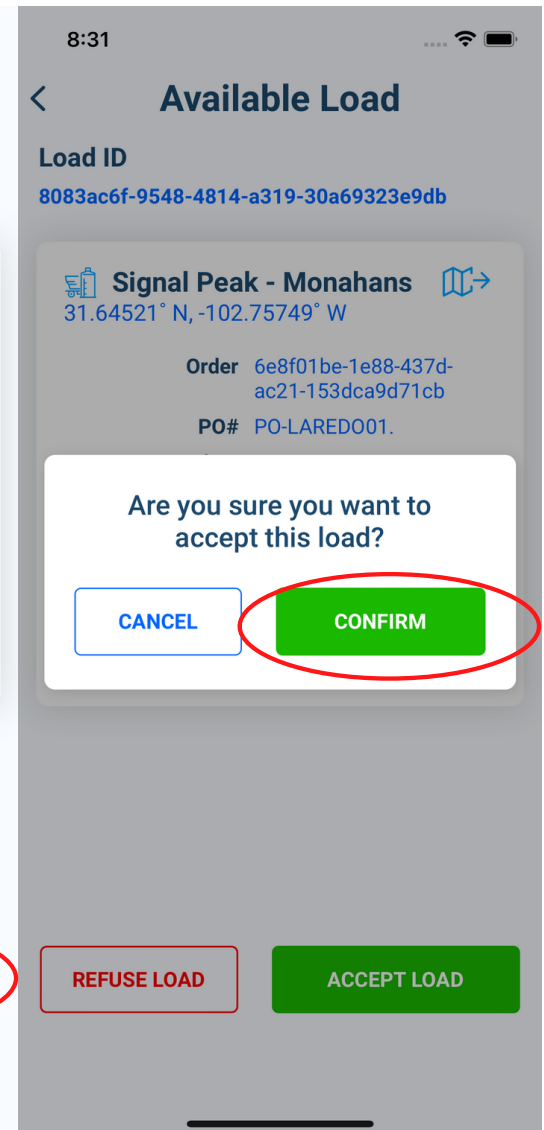 8:31
Available Load
Load ID
8083ac6f-9548-4814-a319-30a69323e9db
Signal Peak - Monahans
31.64521° N, -102.75749° W
Order 6e8f01be-1e88-437d-
ac21-153dca9d71cb
PO# PO-LAREDO01.
Are you sure you want to
accept this load?
CANCEL CONFIRM
REFUSE LOAD ACCEPT LOAD